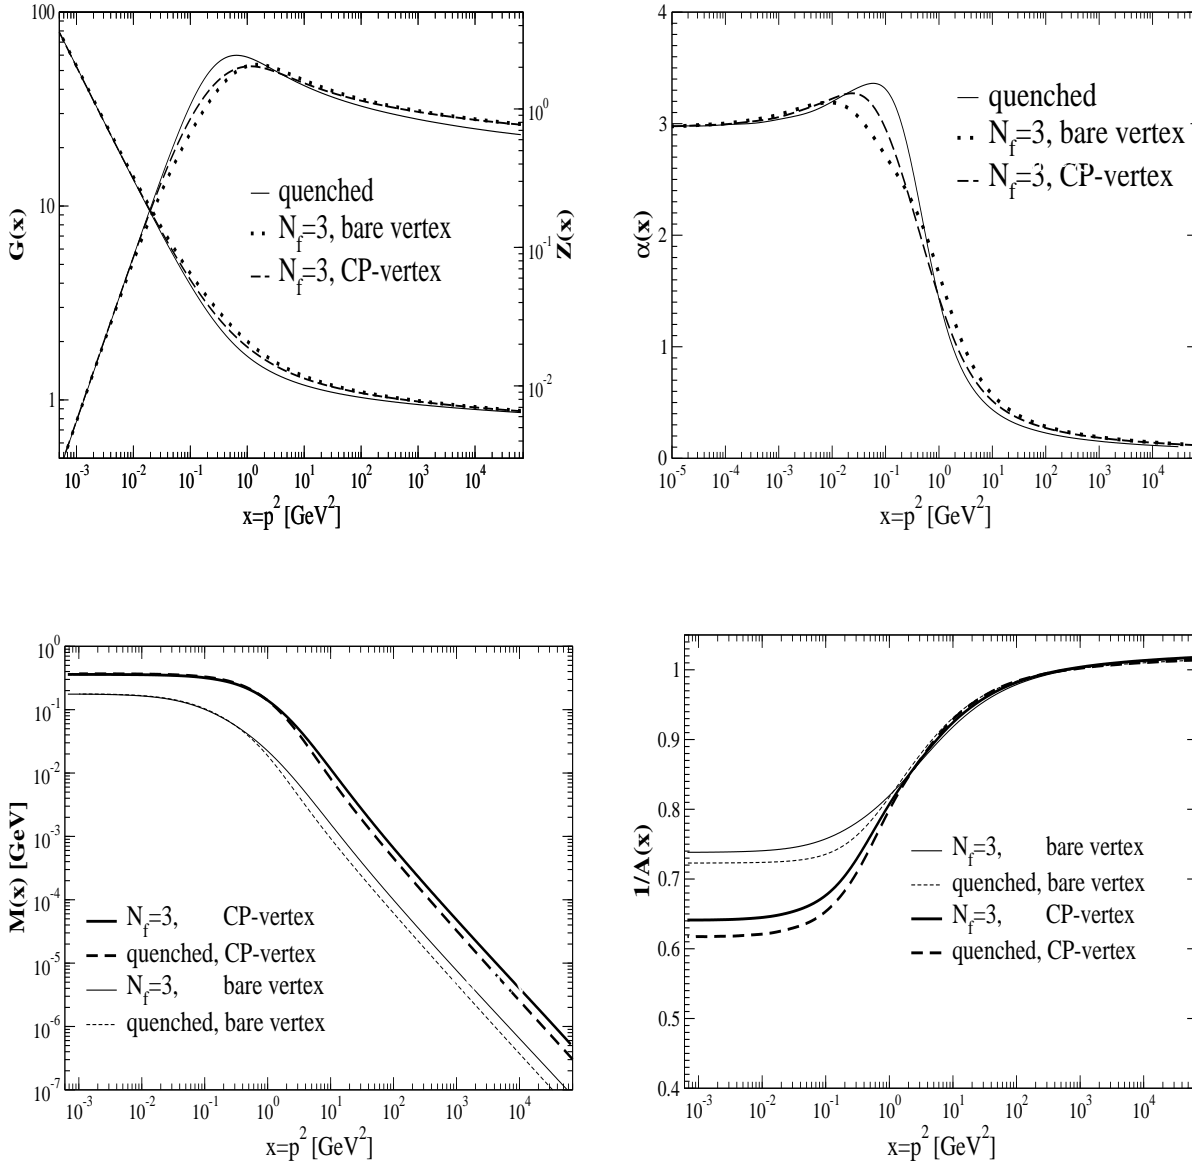 100
10
1
G(x)
10^0
10^-1
10^-2
Z(x)
quenched
N_f=3, bare vertex
N_f=3, CP-vertex
10^-3 10^-2 10^-1 10^0 10^1 10^2 10^3 10^4
x=p^2 [GeV^2]
4
3
2
1
0
α(x)
quenched
N_f=3, bare vertex
N_f=3, CP-vertex
10^-5 10^-4 10^-3 10^-2 10^-1 10^0 10^1 10^2 10^3 10^4
x=p^2 [GeV^2]
10^0
10^-1
10^-2
10^-3
10^-4
10^-5
10^-6
10^-7
M(x) [GeV]
N_f=3, CP-vertex
quenched, CP-vertex
N_f=3, bare vertex
quenched, bare vertex
10^-3 10^-2 10^-1 10^0 10^1 10^2 10^3 10^4
x=p^2 [GeV^2]
1
0.9
0.8
0.7
0.6
0.5
0.4
1/A(x)
N_f=3, bare vertex
quenched, bare vertex
N_f=3, CP-vertex
quenched, CP-vertex
10^-3 10^-2 10^-1 10^0 10^1 10^2 10^3 10^4
x=p^2 [GeV^2]